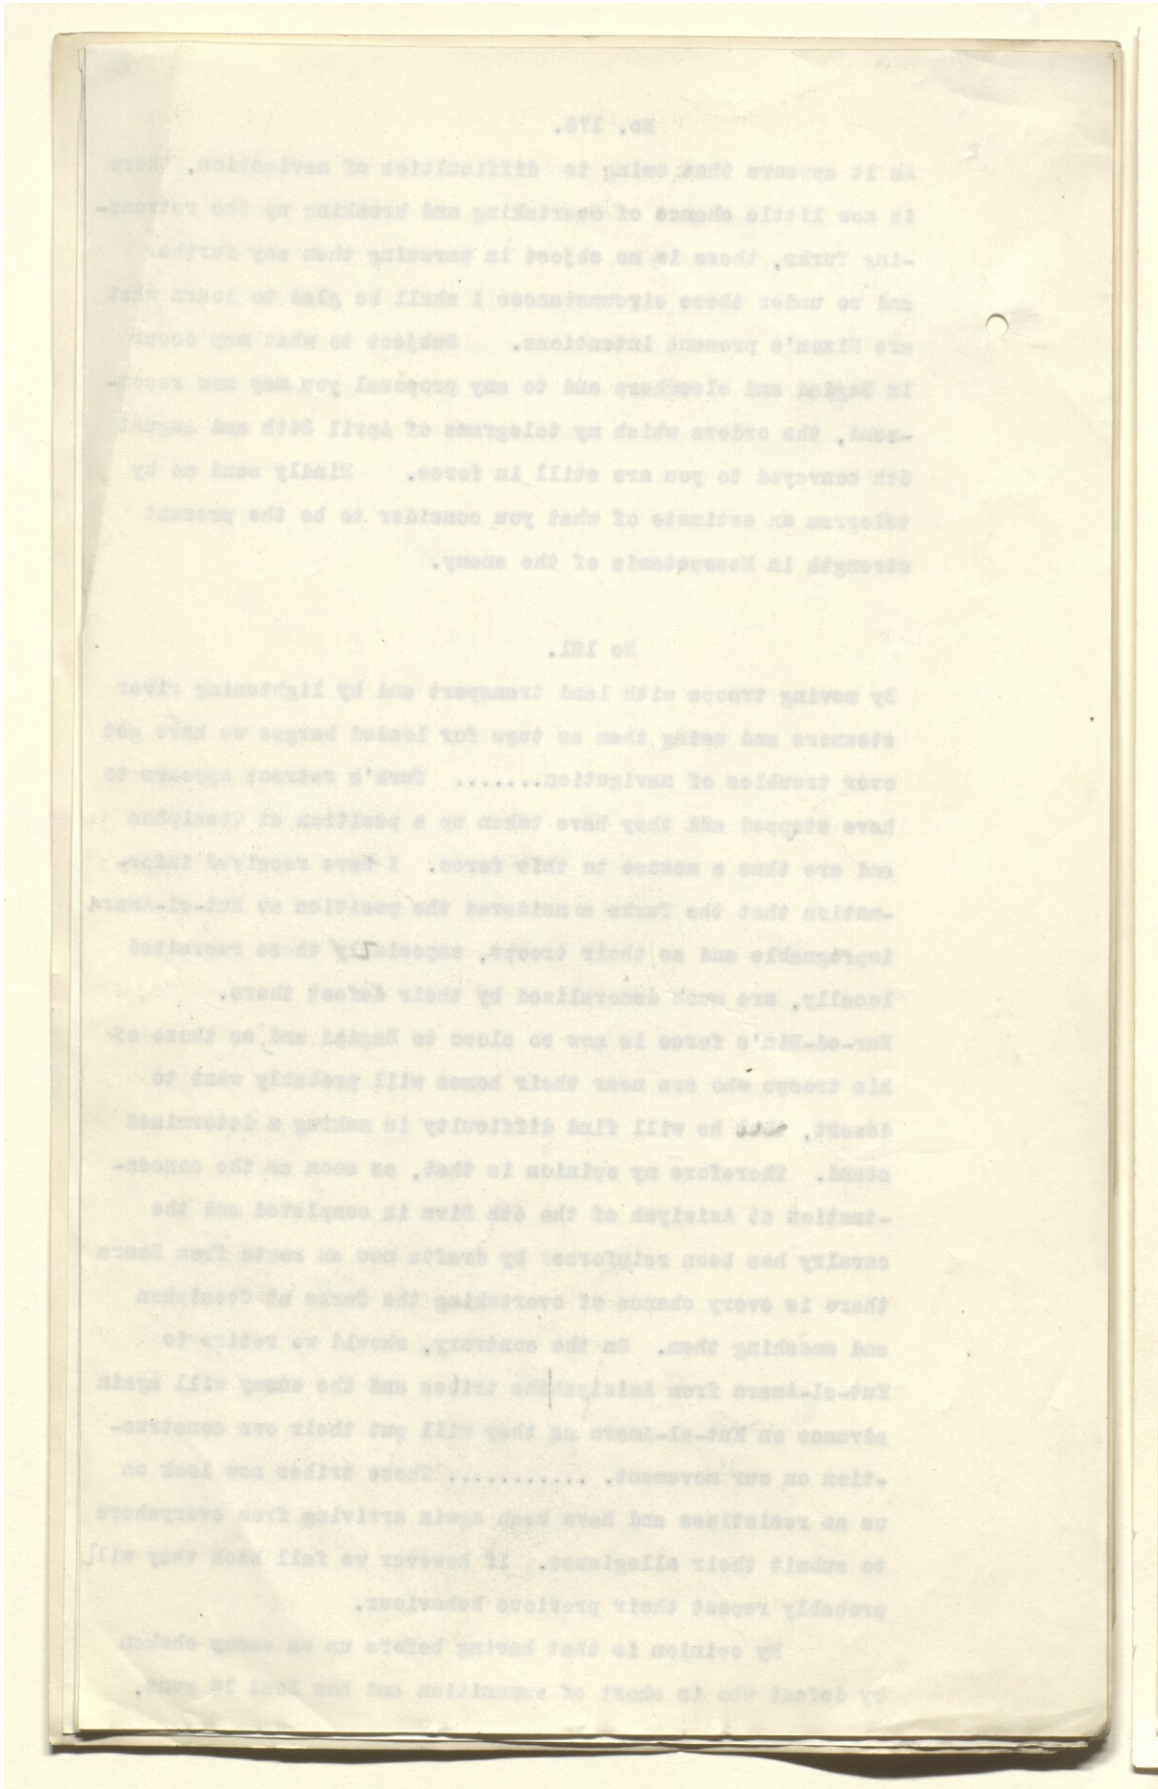 No. 178.
As it appears that owing to difficulties of navigation, there
is now little chance of overtaking and breaking up the retreat-
-ing Turks, there is no object in pursuing them any further
and so under these circumstances I shall be glad to learn what
are Nixon's present intentions. Subject to what may occur
in Bagdad and elsewhere and to any proposal you may now recom-
-mend, the orders which my telegrams of April 24th and August
6th conveyed to you are still in force. Kindly send me by
telegram an estimate of what you consider to be the present
strength in Mesopotamia of the enemy.
No 181.
By moving troops with land transport and by lightening river
steamers and using them as tugs for loaded barges we have got
over troubles of navigation....... Turk's retreat appears to
have stopped and they have taken up a position at Ctesiphon
and are thus a menace to this force. I have received infor-
-mation that the Turks considered the position at Kut-el-Amara
impregnable and so their troops, especially those recruited
locally, are much demoralised by their defeat there.
Nur-ed-Din's force is now so close to Bagdad and so those of
his troops who are near their homes will probably want to
desert, that he will find difficulty in making a determined
stand. Therefore my opinion is that, as soon as the concen-
-tration at Azizieh of the 6th Divn is completed and the
cavalry has been reinforced by drafts now en route from Basra
there is every chance of overtaking the Turks at Ctesiphon
and smashing them. On the contrary, should we retire to
Kut-el-Amara from the tribes and the enemy will again
advance on Kut-el-Amara as they will put their own construc-
-tion on our movement. ........... These tribes now look on
us as resistless and have been again arriving from everywhere
to submit their allegiance. If however we fall back they will
probably repeat their previous behaviour.
My opinion is that having before us an enemy shaken
by defeat who is short of ammunition and has lost guns,